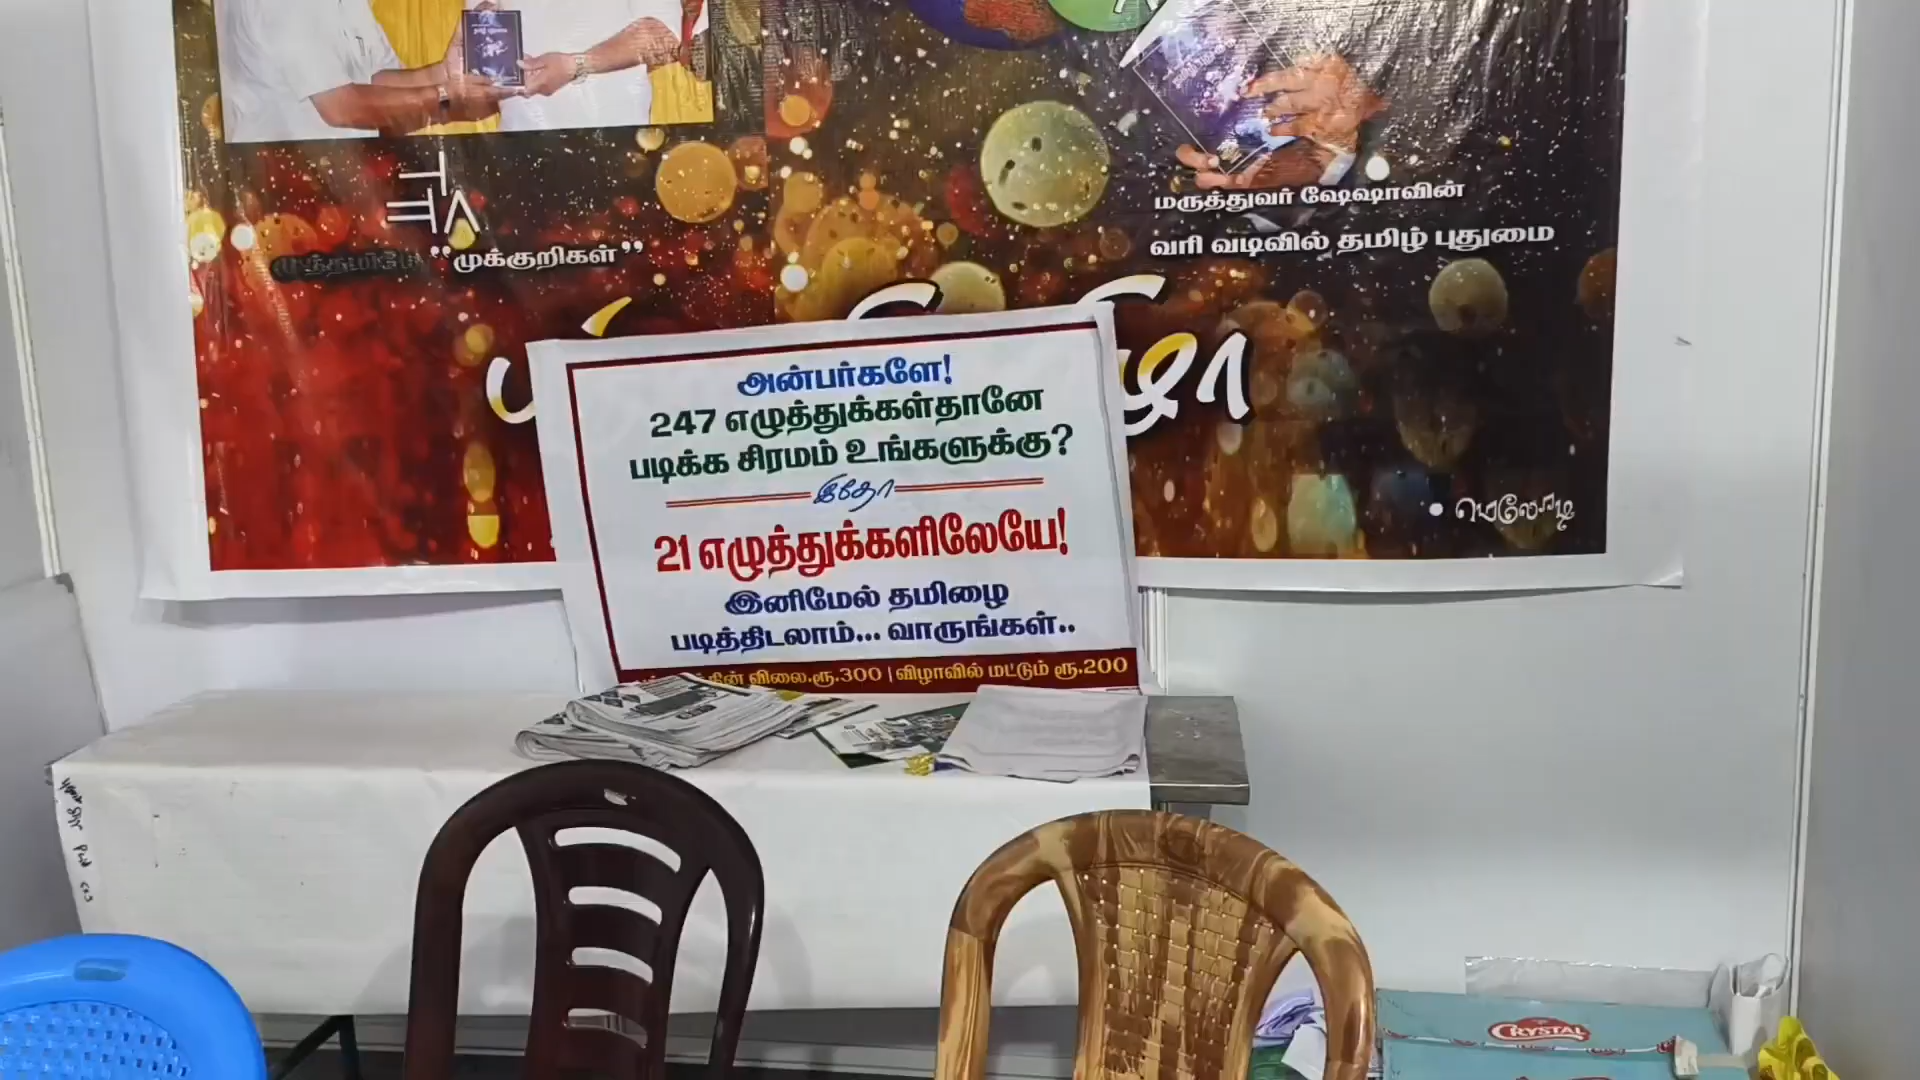 மருத்துவர் ஷேஷாவின்
வரி வடிவில் தமிழ் புதுமை
“முக்குறிகள்”
அன்பர்களே!
247 எழுத்துக்கள்தானே
படிக்க சிரமம் உங்களுக்கு?
இதோ
21 எழுத்துக்களிலேயே!
இனிமேல் தமிழை
படித்திடலாம்... வாருங்கள்..
விலை.ரூ.300 | விழாவில் மட்டும் ரூ.200
• மெலோடி
CRYSTAL